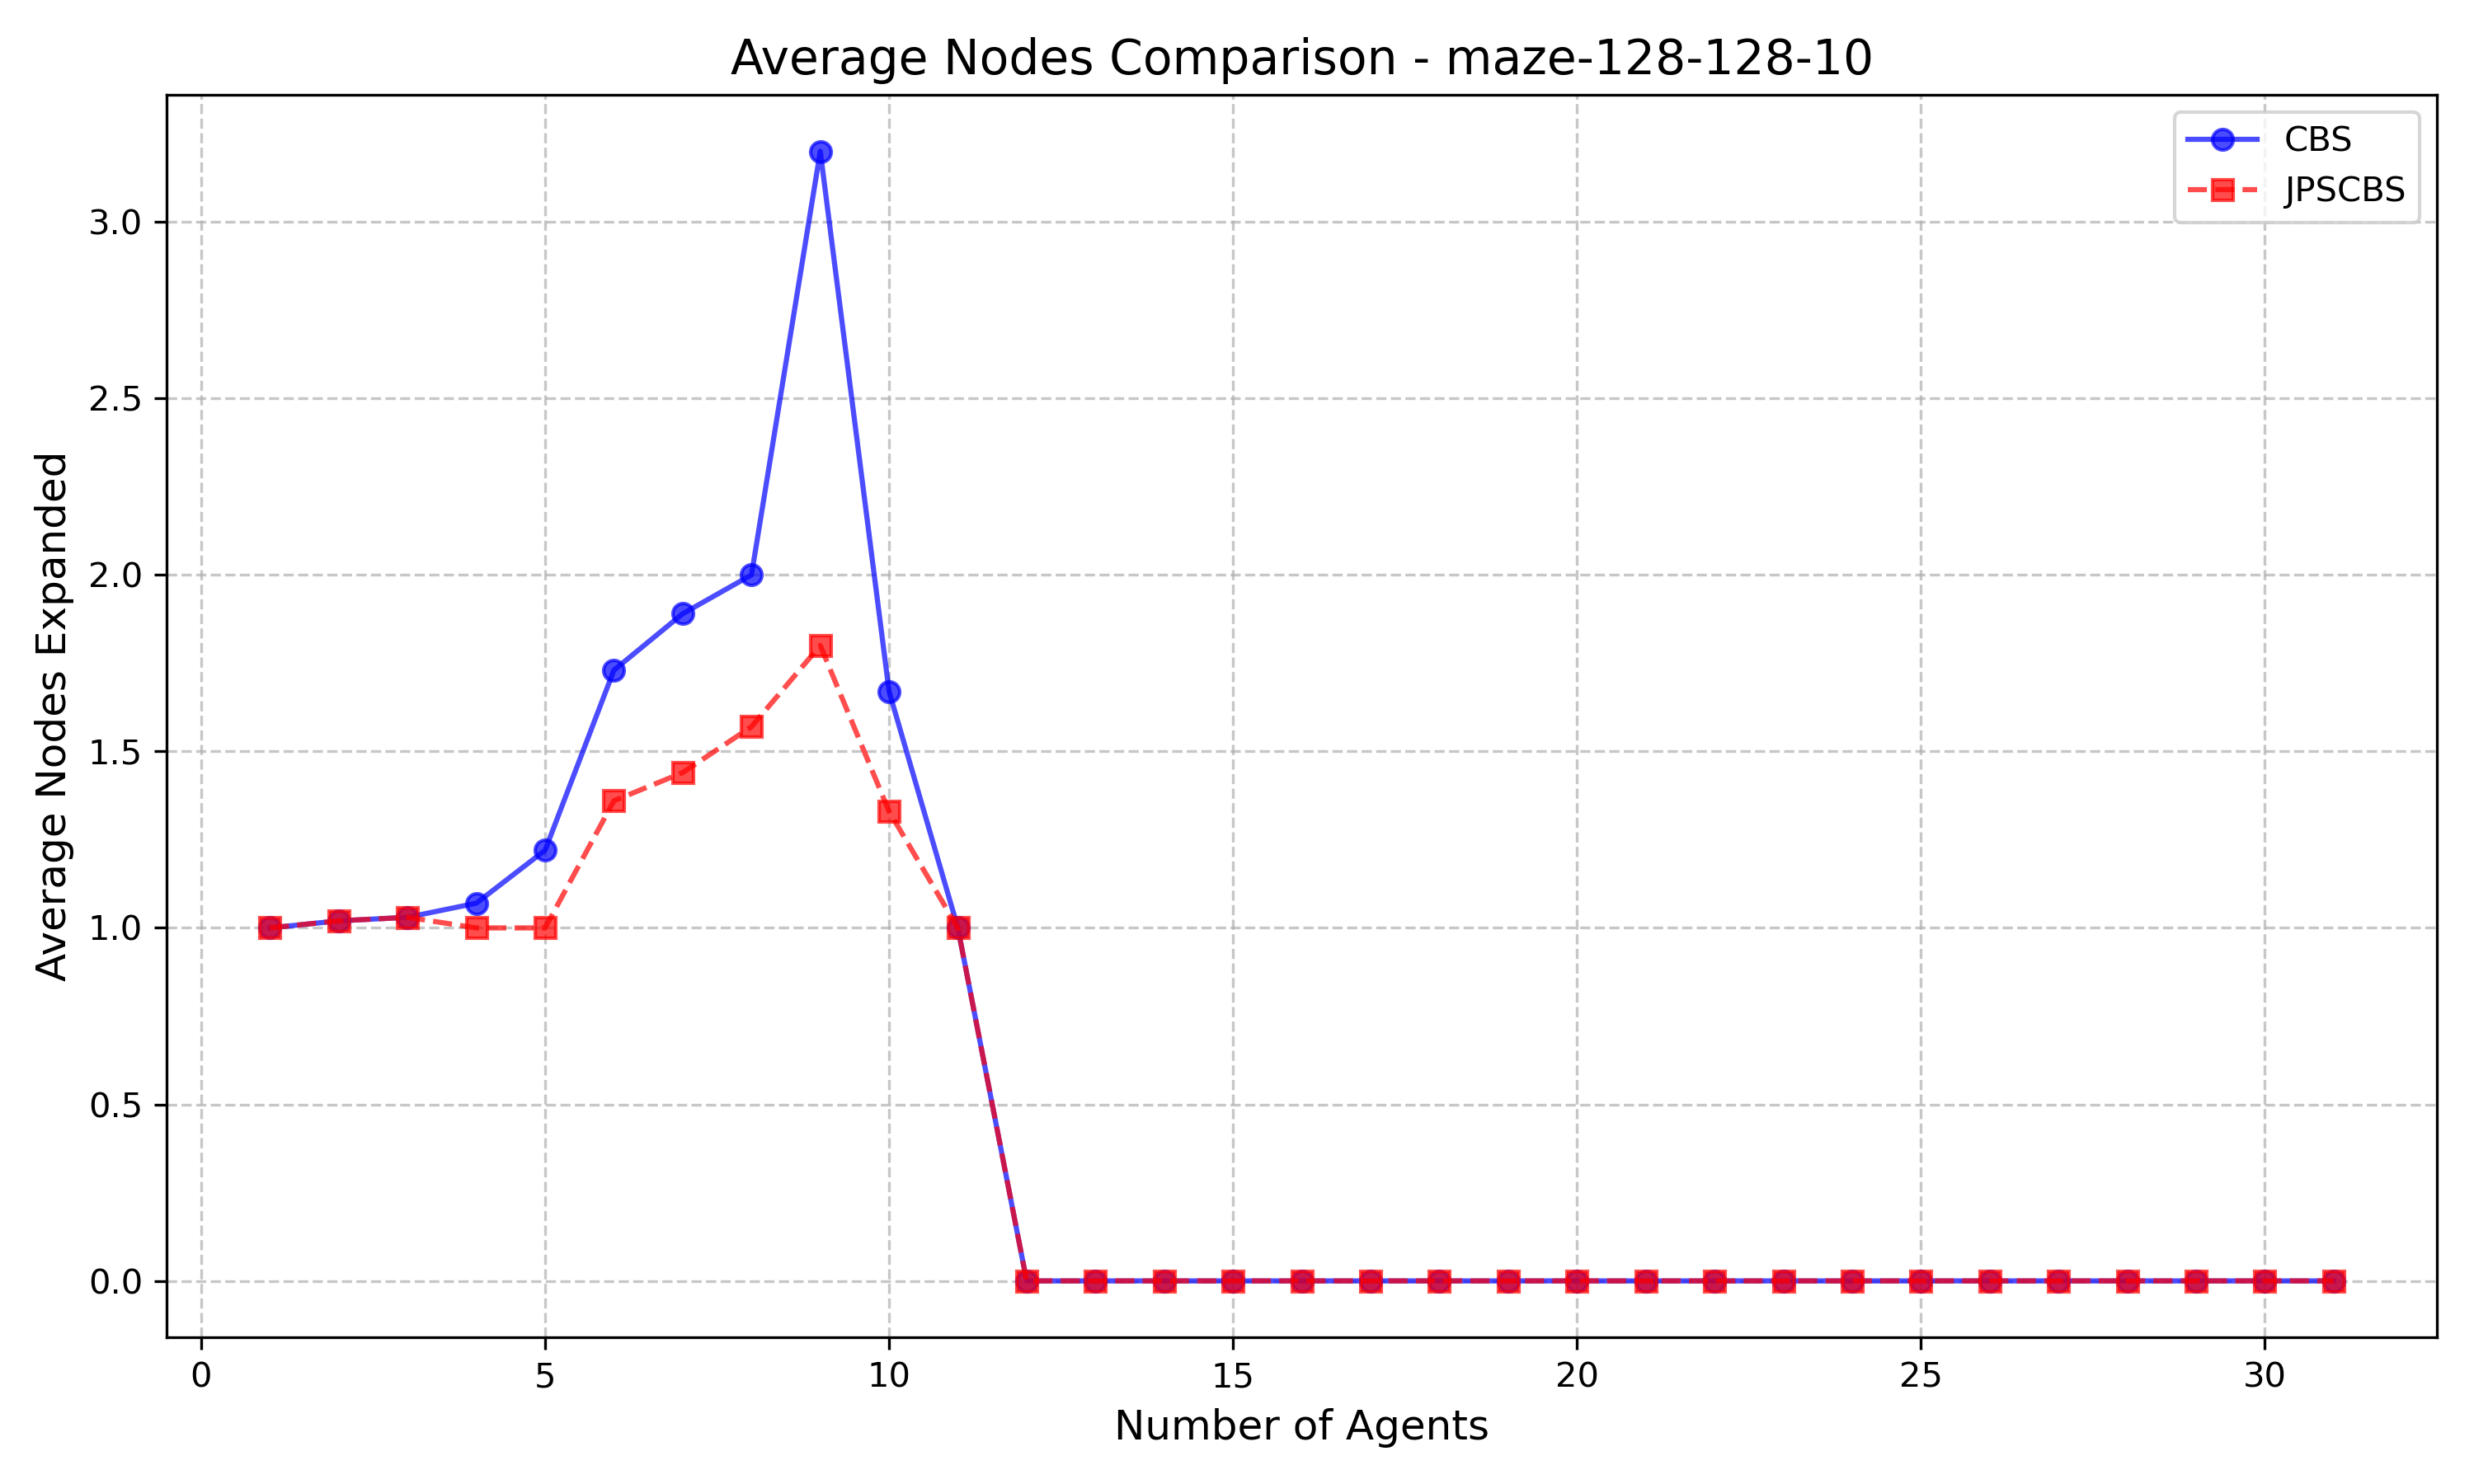 Average Nodes Comparison - maze-128-128-10
CBS
JPSCBS
Average Nodes Expanded
3.0
2.5
2.0
1.5
1.0
0.5
0.0
0 5 10 15 20 25 30
Number of Agents